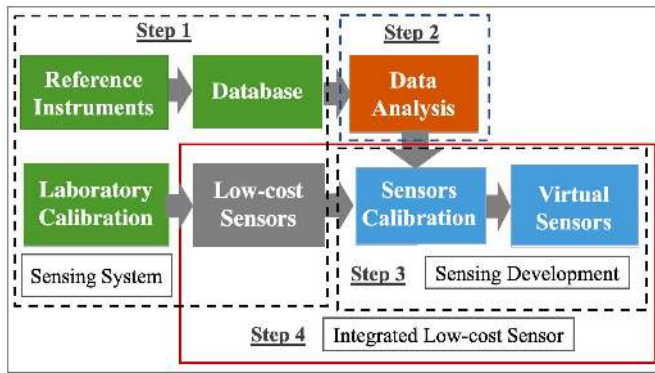 Step 1
Step 2
Reference
Instruments
Database
Data
Analysis
Laboratory
Calibration
Low-cost
Sensors
Sensors
Calibration
Virtual
Sensors
Sensing System
Step 3
Sensing Development
Step 4
Integrated Low-cost Sensor